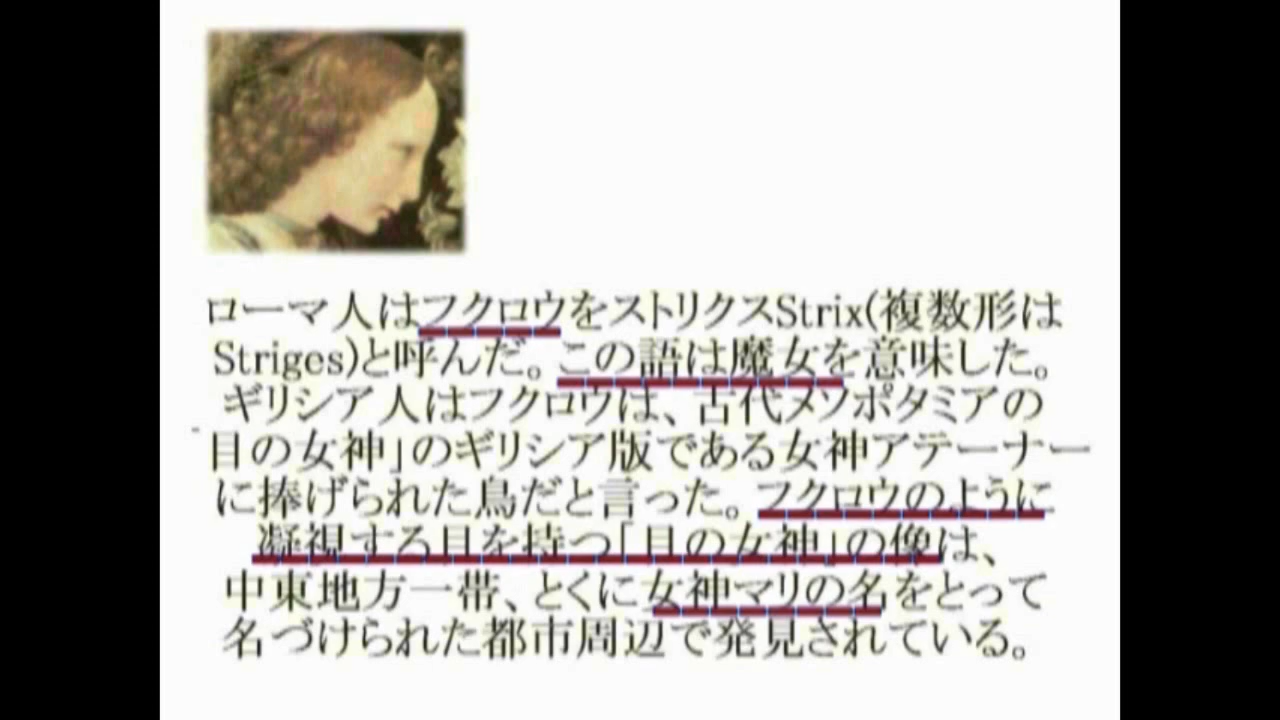 ローマ人はフクロウをストリクスStrix(複数形は
Striges)と呼んだ。この語は魔女を意味した。
ギリシア人はフクロウは、古代メソポタミアの
目の女神」のギリシア版である女神アテーナー
に捧げられた鳥だと言った。フクロウのように
凝視する目を持つ「目の女神」の像は、
中東地方一帯、とくに女神マリの名をとって
名づけられた都市周辺で発見されている。